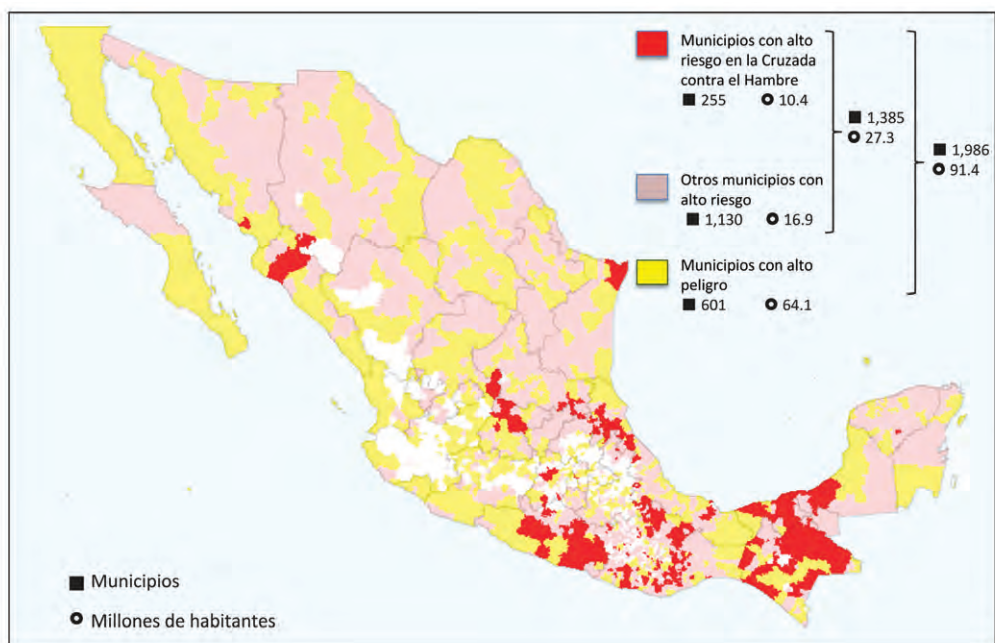 Municipios con alto
riesgo en la Cruzada
contra el Hambre
255 10.4
1,385
27.3
1,986
91.4
Otros municipios con
alto riesgo
1,130 16.9
Municipios con alto
peligro
601 64.1
Municipios
Millones de habitantes